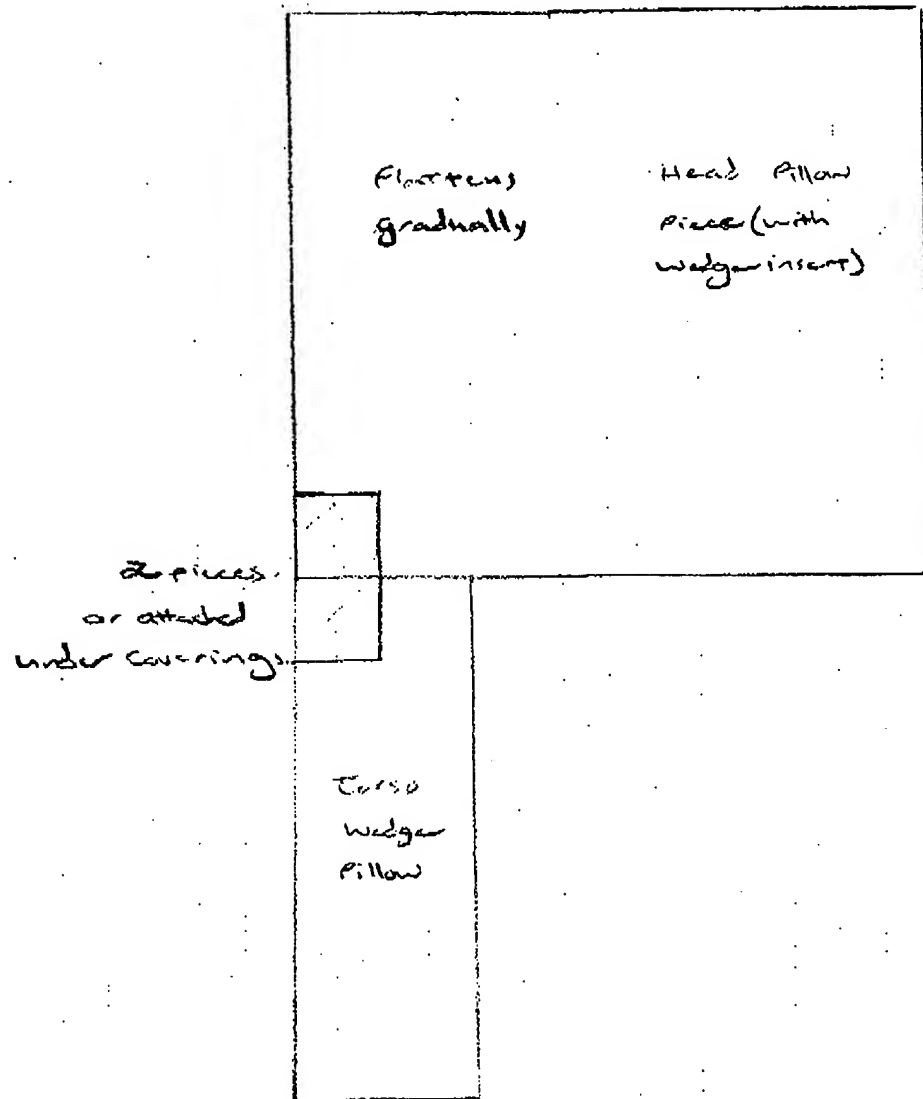 Flattens
gradually
Head Pillow
Piece (with
wedge insert)
2 pieces
or attached
under coverings.
Torso
wedge
Pillow